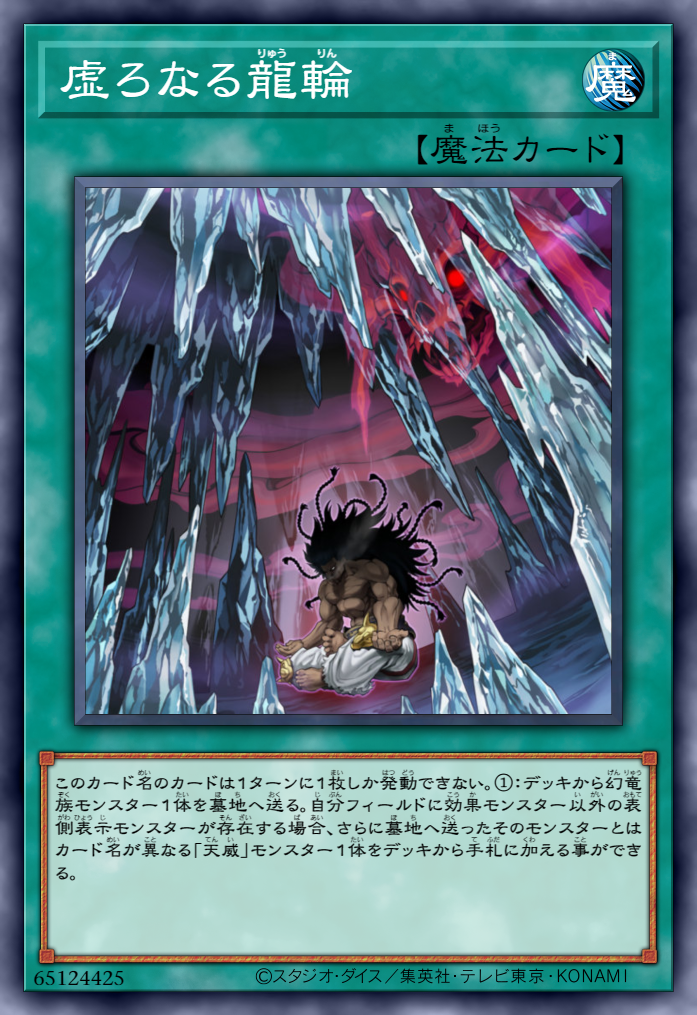 虚ろなる龍輪
魔
【魔法カード】
このカード名のカードは1ターンに1枚しか発動できない。①:デッキから幻竜
族モンスター1体を墓地へ送る。自分フィールドに効果モンスター以外の表
側表示モンスターが存在する場合、さらに墓地へ送ったそのモンスターとは
カード名が異なる「天威」モンスター1体をデッキから手札に加える事ができ
る。
65124425
©スタジオ・ダイス/集英社・テレビ東京・KONAMI